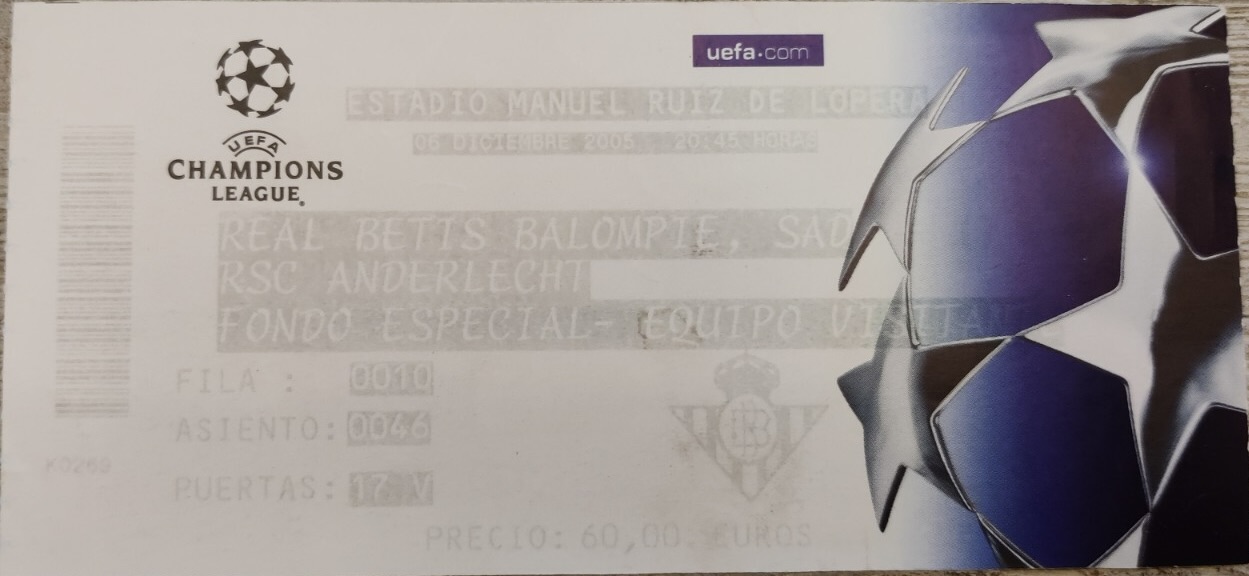 uefa.com
ESTADIO MANUEL RUIZ DE LOPERA
06 DICIEMBRE 2005 20:45 HORAS
UEFA
CHAMPIONS
LEAGUE
REAL BETIS BALOMPIE, SAD
RSC ANDERLECHT
FONDO ESPECIAL- EQUIPO VISITAN
FILA : 0010
ASIENTO: 0046
K0269
PUERTAS: 17 V
PRECIO: 60,00 EUROS